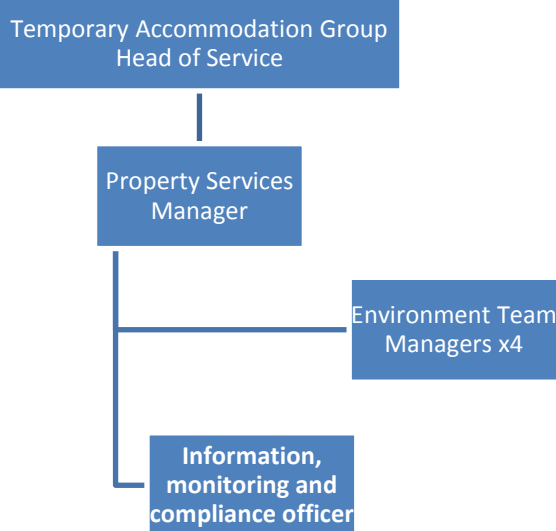 Temporary Accommodation Group
Head of Service
Property Services
Manager
Environment Team
Managers x4
Information,
monitoring and
compliance officer